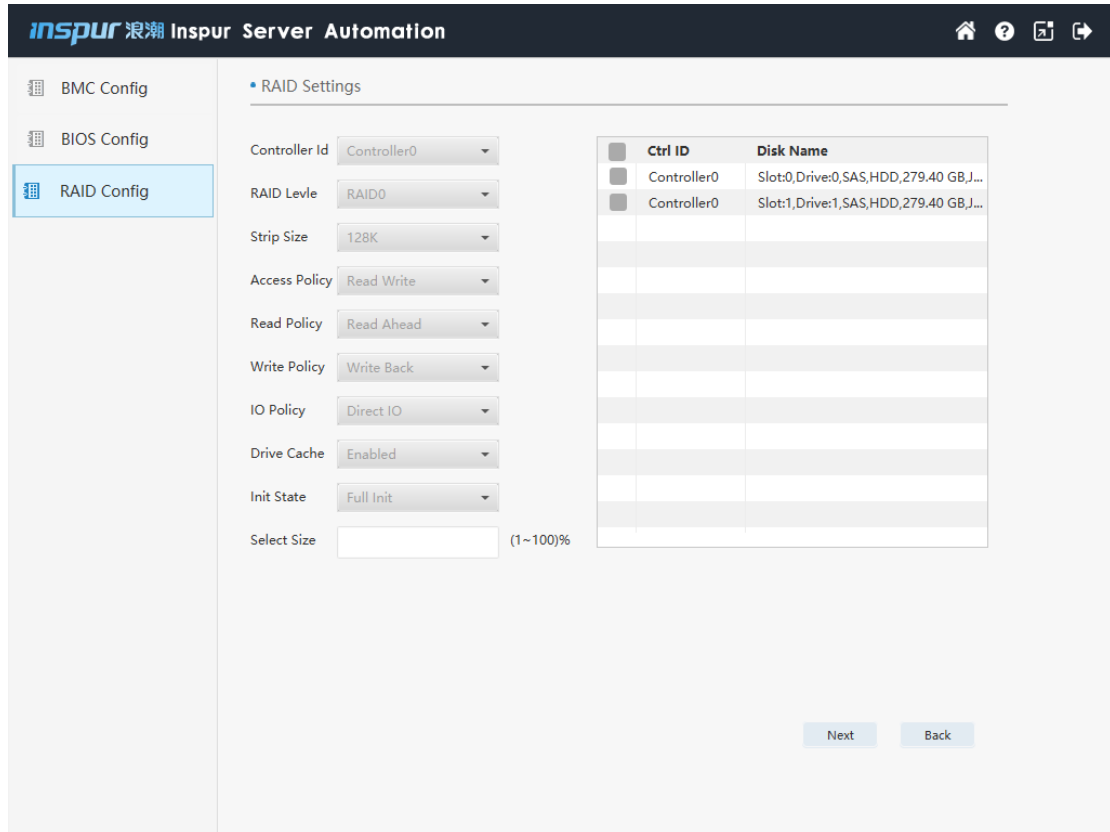 inspur 浪潮 Inspur Server Automation
BMC Config
BIOS Config
RAID Config
RAID Settings
Controller Id Controller0
RAID Levle RAID0
Strip Size 128K
Access Policy Read Write
Read Policy Read Ahead
Write Policy Write Back
IO Policy Direct IO
Drive Cache Enabled
Init State Full Init
Select Size (1~100)%
Ctrl ID Disk Name
Controller0 Slot:0,Drive:0,SAS,HDD,279.40 GB,J...
Controller0 Slot:1,Drive:1,SAS,HDD,279.40 GB,J...
Next Back